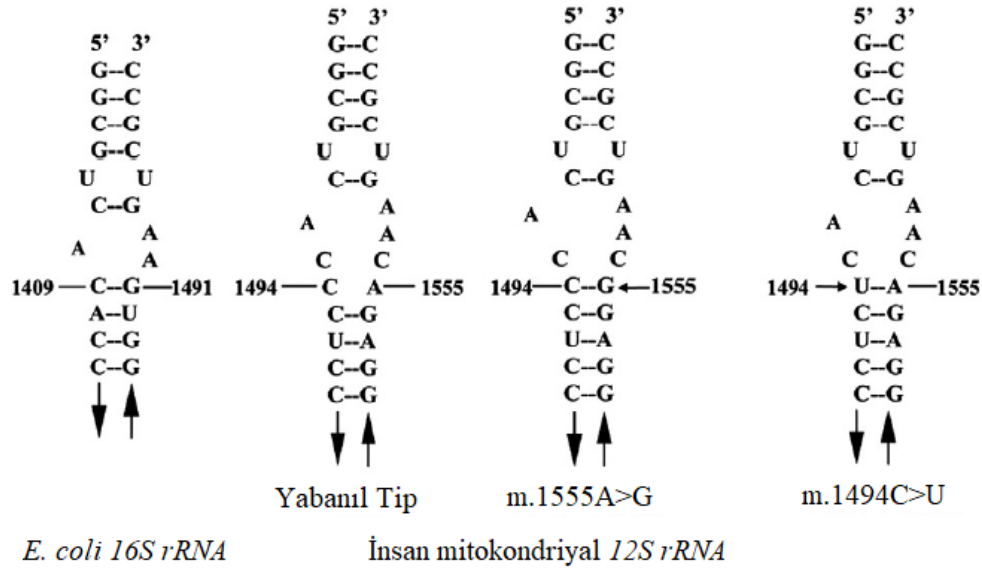 5’ 3’
G--C
G--C
C--G
G--C
U U
C--G
A
A
A
1409 C--G 1491
A--U
C--G
C--G
E. coli 16S rRNA
5’ 3’
G--C
G--C
C--G
G--C
U U
C--G
A
A
A
C C
1494 C A 1555
C--G
U--A
C--G
C--G
Yabanıl Tip
5’ 3’
G--C
G--C
C--G
G--C
U U
C--G
A
A
A
C C
1494 C--G 1555
C--G
U--A
C--G
C--G
m.1555A>G
5’ 3’
G--C
G--C
C--G
G--C
U U
C--G
A
A
A
C C
1494 U--A 1555
C--G
U--A
C--G
C--G
m.1494C>U
İnsan mitokondriyal 12S rRNA